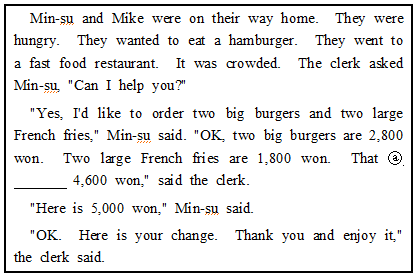 Min-su and Mike were on their way home. They were
hungry. They wanted to eat a hamburger. They went to
a fast food restaurant. It was crowded. The clerk asked
Min-su, "Can I help you?"
"Yes, I'd like to order two big burgers and two large
French fries," Min-su said. "OK, two big burgers are 2,800
won. Two large French fries are 1,800 won. That ⓐ
_______ 4,600 won," said the clerk.
"Here is 5,000 won," Min-su said.
"OK. Here is your change. Thank you and enjoy it,"
the clerk said.